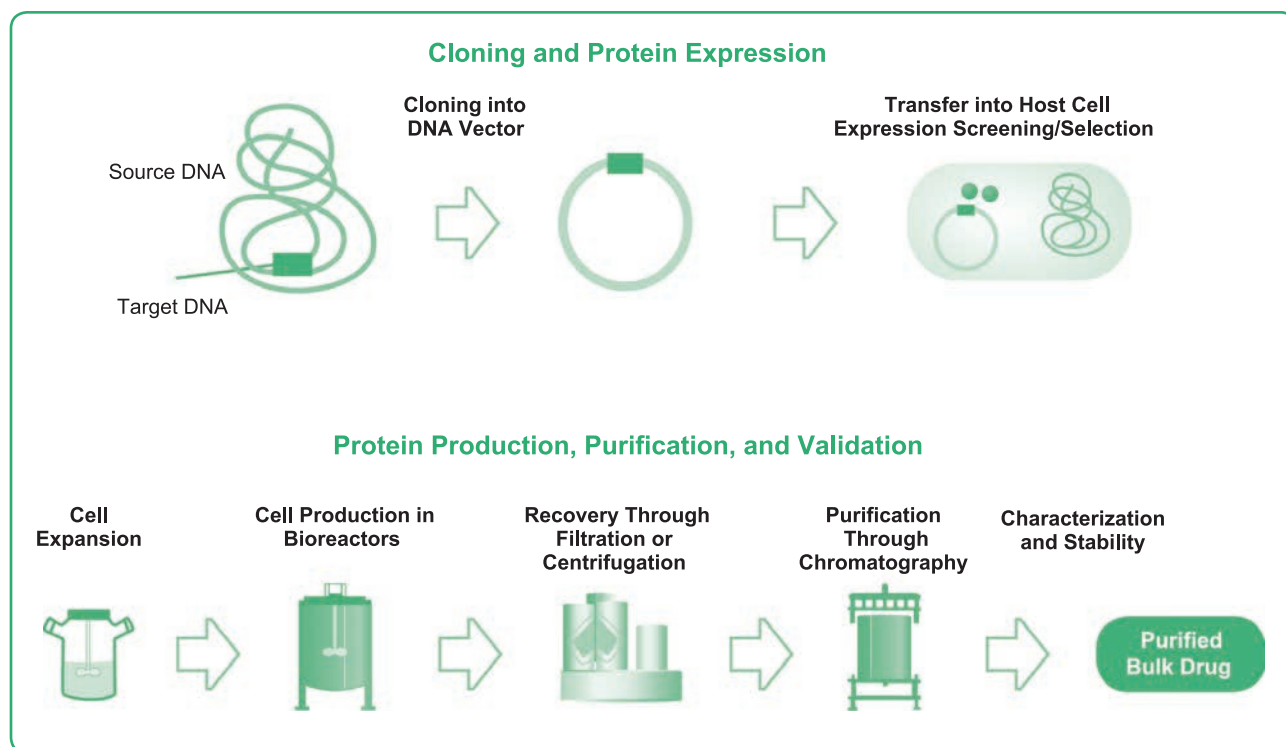 Cloning and Protein Expression
Cloning into
DNA Vector
Transfer into Host Cell
Expression Screening/Selection
Source DNA
Target DNA
Protein Production, Purification, and Validation
Cell
Expansion
Cell Production in
Bioreactors
Recovery Through
Filtration or
Centrifugation
Purification
Through
Chromatography
Characterization
and Stability
Purified
Bulk Drug